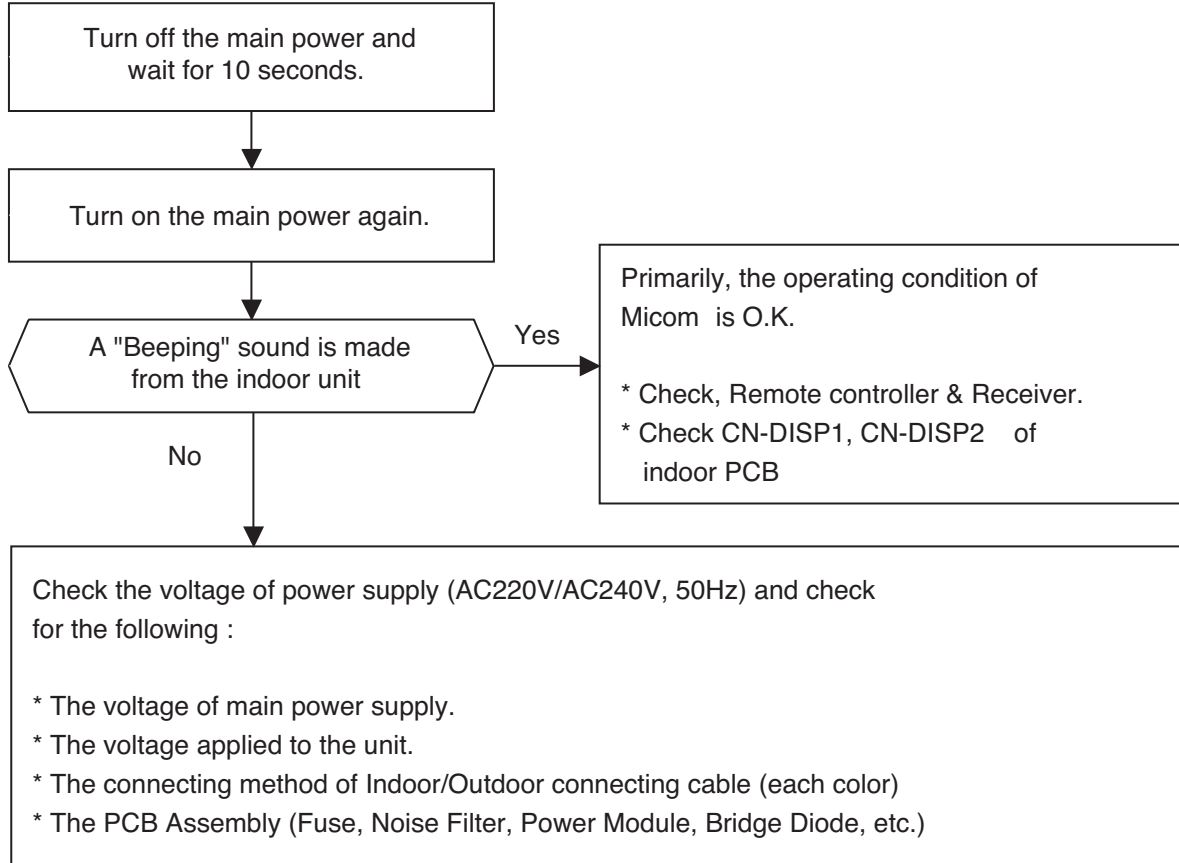 Turn off the main power and
wait for 10 seconds.
Turn on the main power again.
A "Beeping" sound is made
from the indoor unit
Yes
Primarily, the operating condition of
Micom is O.K.
* Check, Remote controller & Receiver.
* Check CN-DISP1, CN-DISP2 of
indoor PCB
No
Check the voltage of power supply (AC220V/AC240V, 50Hz) and check
for the following :
* The voltage of main power supply.
* The voltage applied to the unit.
* The connecting method of Indoor/Outdoor connecting cable (each color)
* The PCB Assembly (Fuse, Noise Filter, Power Module, Bridge Diode, etc.)